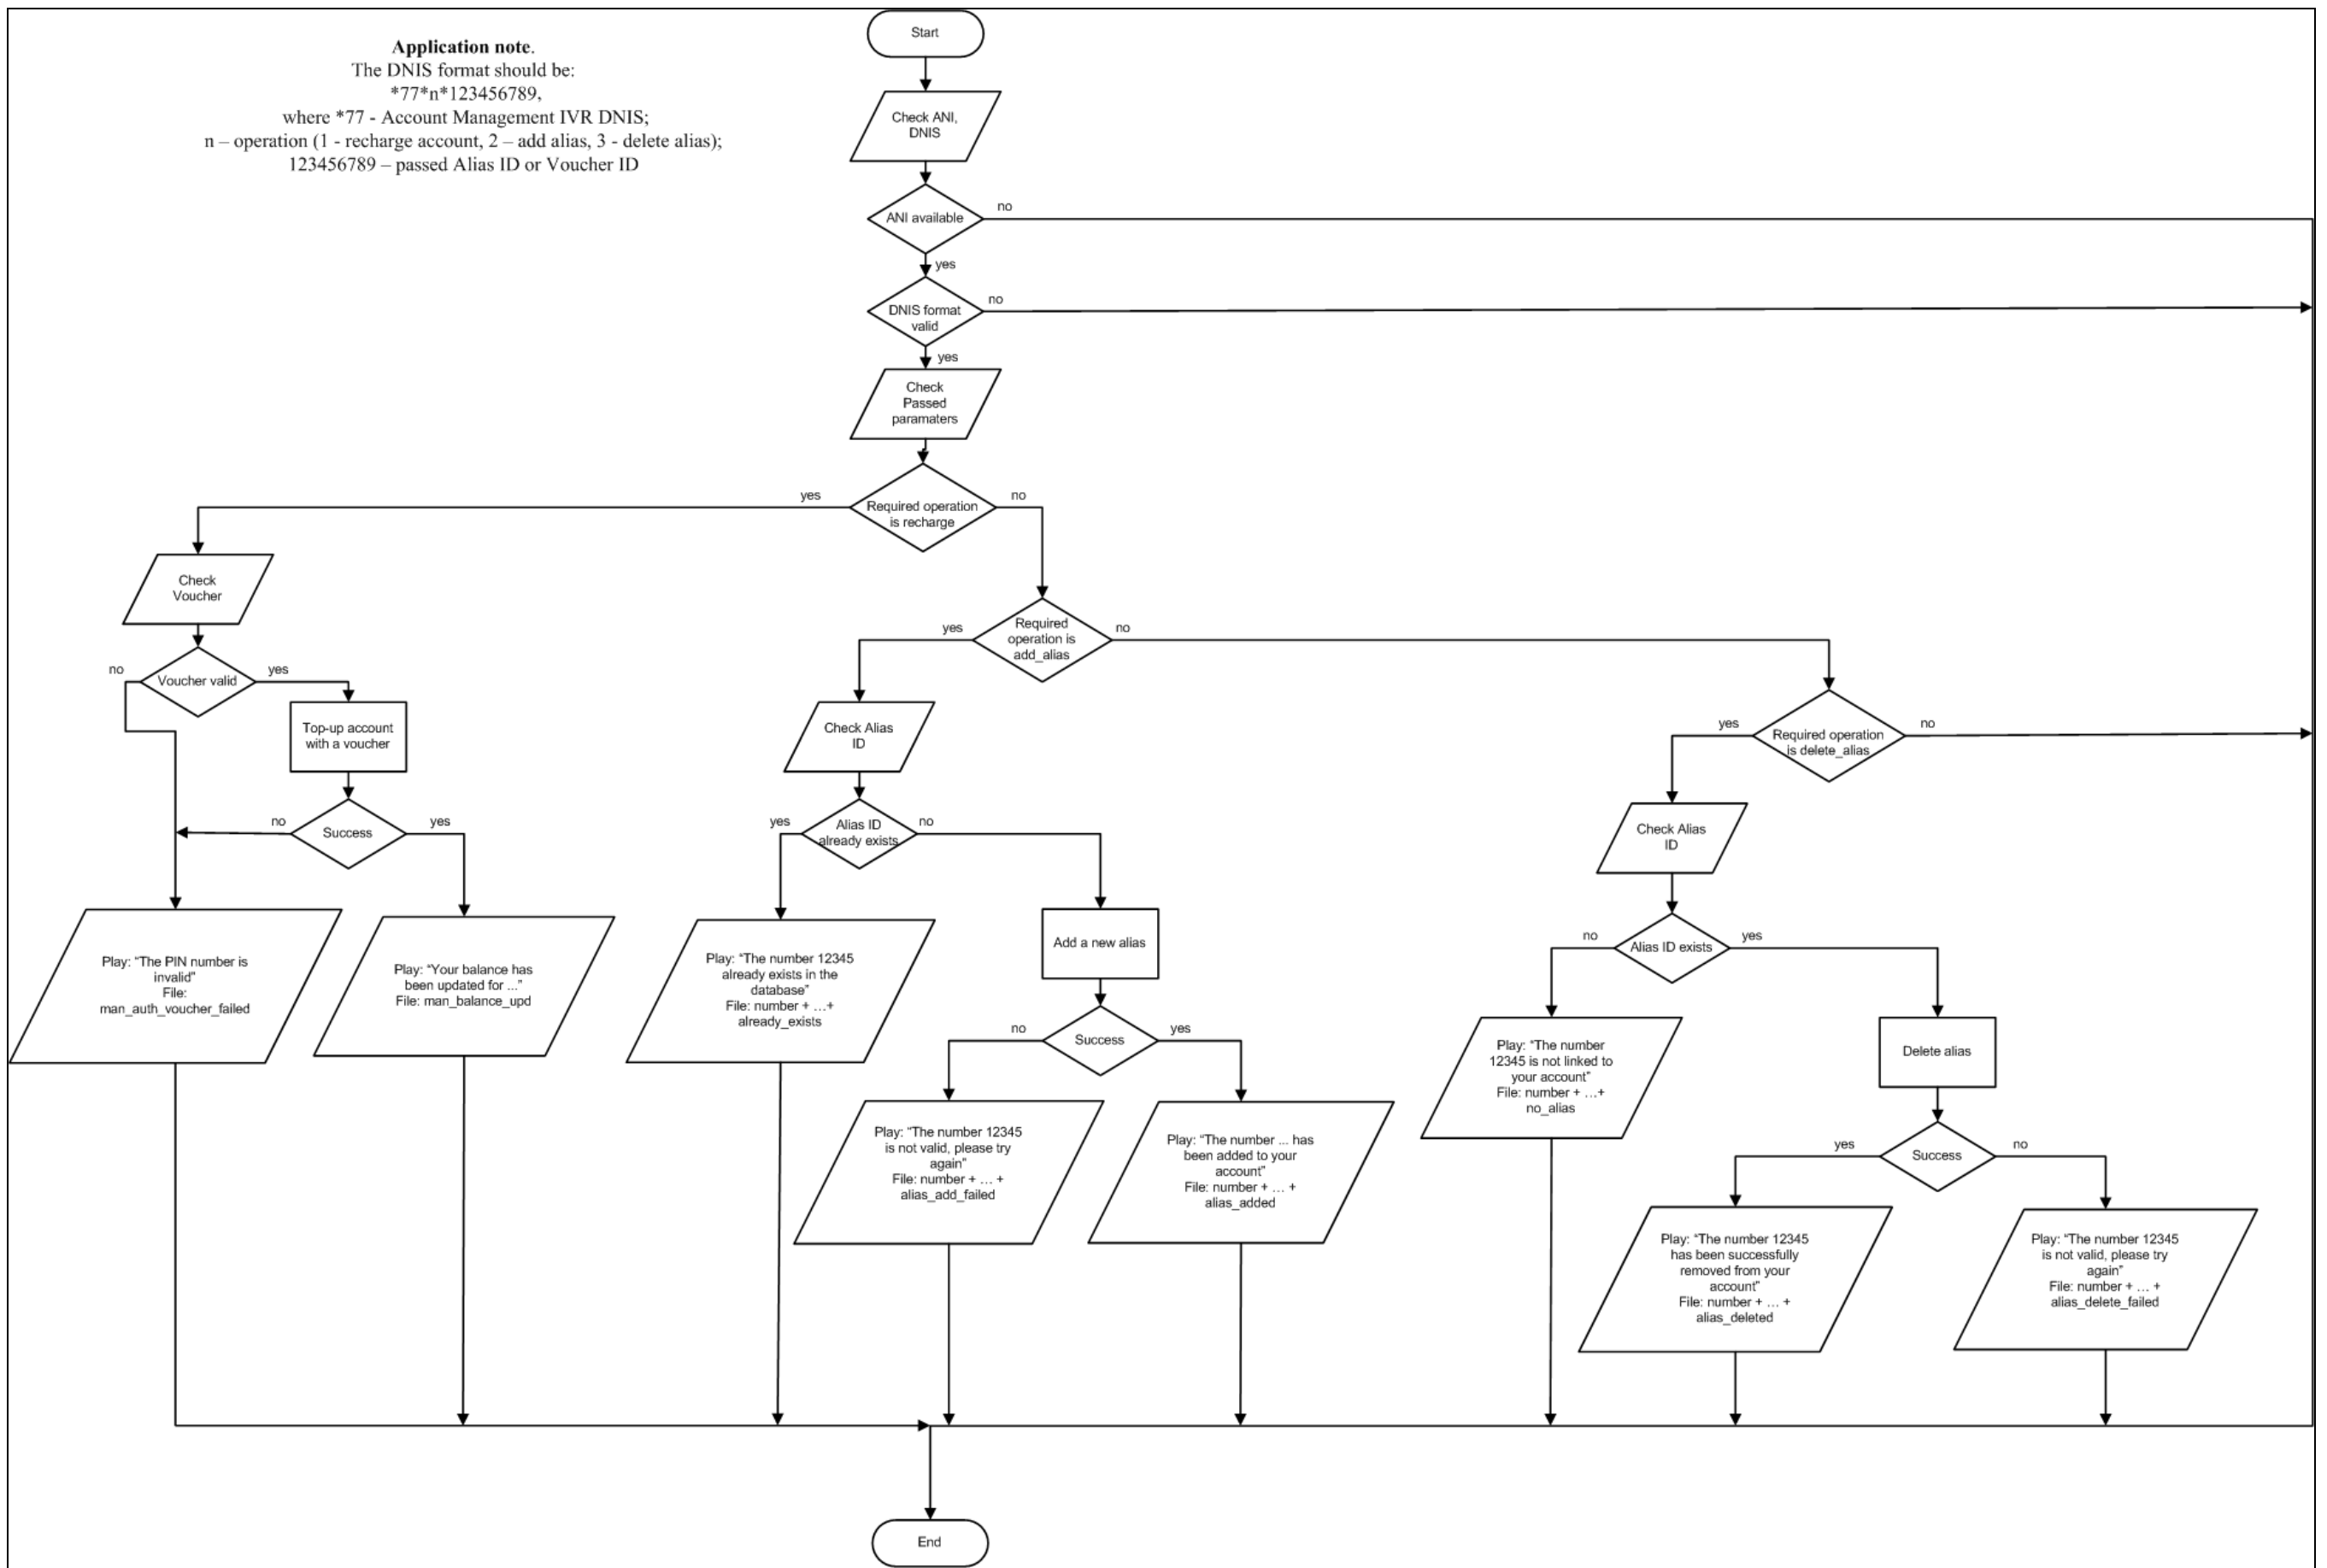 Application note.
The DNIS format should be:
*77*n*123456789,
where *77 - Account Management IVR DNIS;
n – operation (1 - recharge account, 2 – add alias, 3 - delete alias);
123456789 – passed Alias ID or Voucher ID
Start
Check ANI,
DNIS
ANI available
no
yes
DNIS format
valid
no
yes
Check
Passed
paramaters
Required operation
is recharge
yes
no
Check
Voucher
Voucher valid
no
yes
Top-up account
with a voucher
Success
no
yes
Play: “The PIN number is
invalid”
File:
man_auth_voucher_failed
Play: “Your balance has
been updated for ...”
File: man_balance_upd
Required
operation is
add_alias
yes
no
Check Alias
ID
Alias ID
already exists
yes
no
Play: “The number 12345
already exists in the
database”
File: number + …+
already_exists
Add a new alias
Success
no
yes
Play: “The number 12345
is not valid, please try
again”
File: number + … +
alias_add_failed
Play: “The number ... has
been added to your
account”
File: number + … +
alias_added
Required operation
is delete_alias
yes
no
Check Alias
ID
Alias ID exists
no
yes
Play: “The number
12345 is not linked to
your account”
File: number + …+
no_alias
Delete alias
Success
yes
no
Play: “The number 12345
has been successfully
removed from your
account”
File: number + … +
alias_deleted
Play: “The number 12345
is not valid, please try
again”
File: number + … +
alias_delete_failed
End